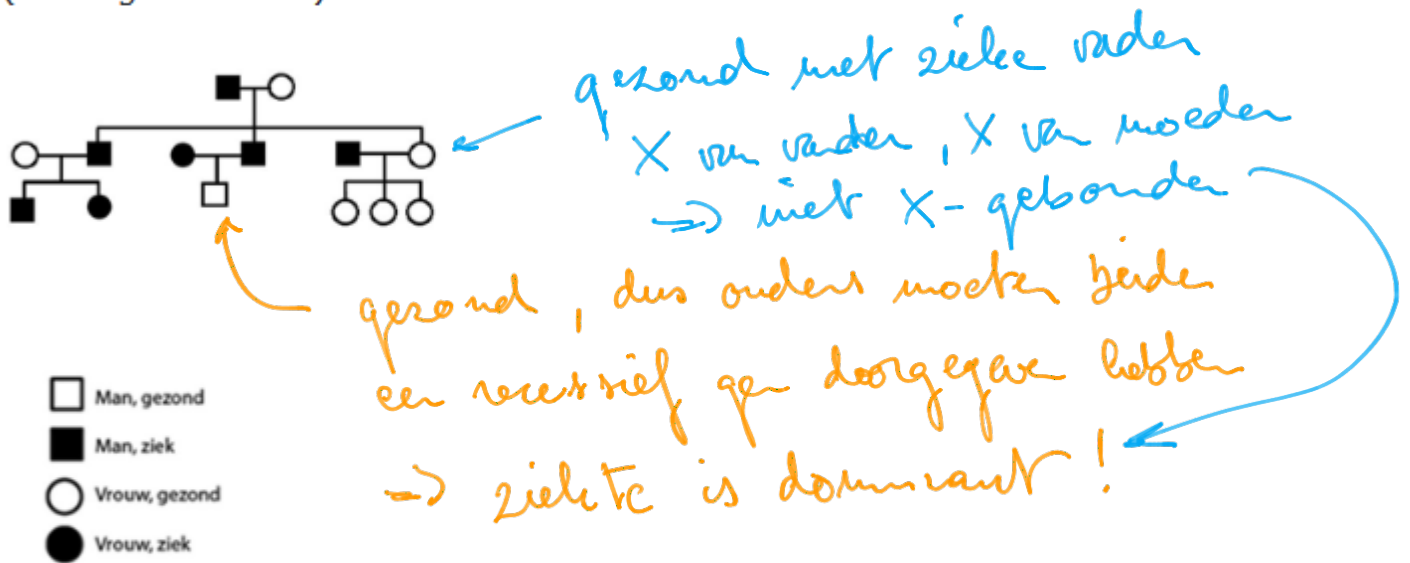 gezond met zieke vader
X van vander, X van moeder
=> niet X-gebonden
gezond, dus ouders moeten beiden
een recessief gen doorgegeven hebben
=> ziekte is dominant!
Man, gezond
Man, ziek
Vrouw, gezond
Vrouw, ziek